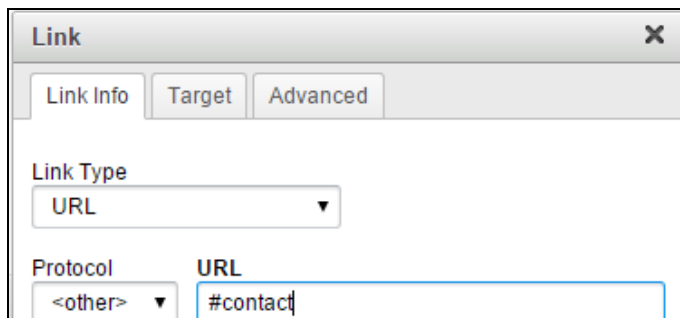 Link
Link Info Target Advanced
Link Type
URL
Protocol URL
<other> #contact